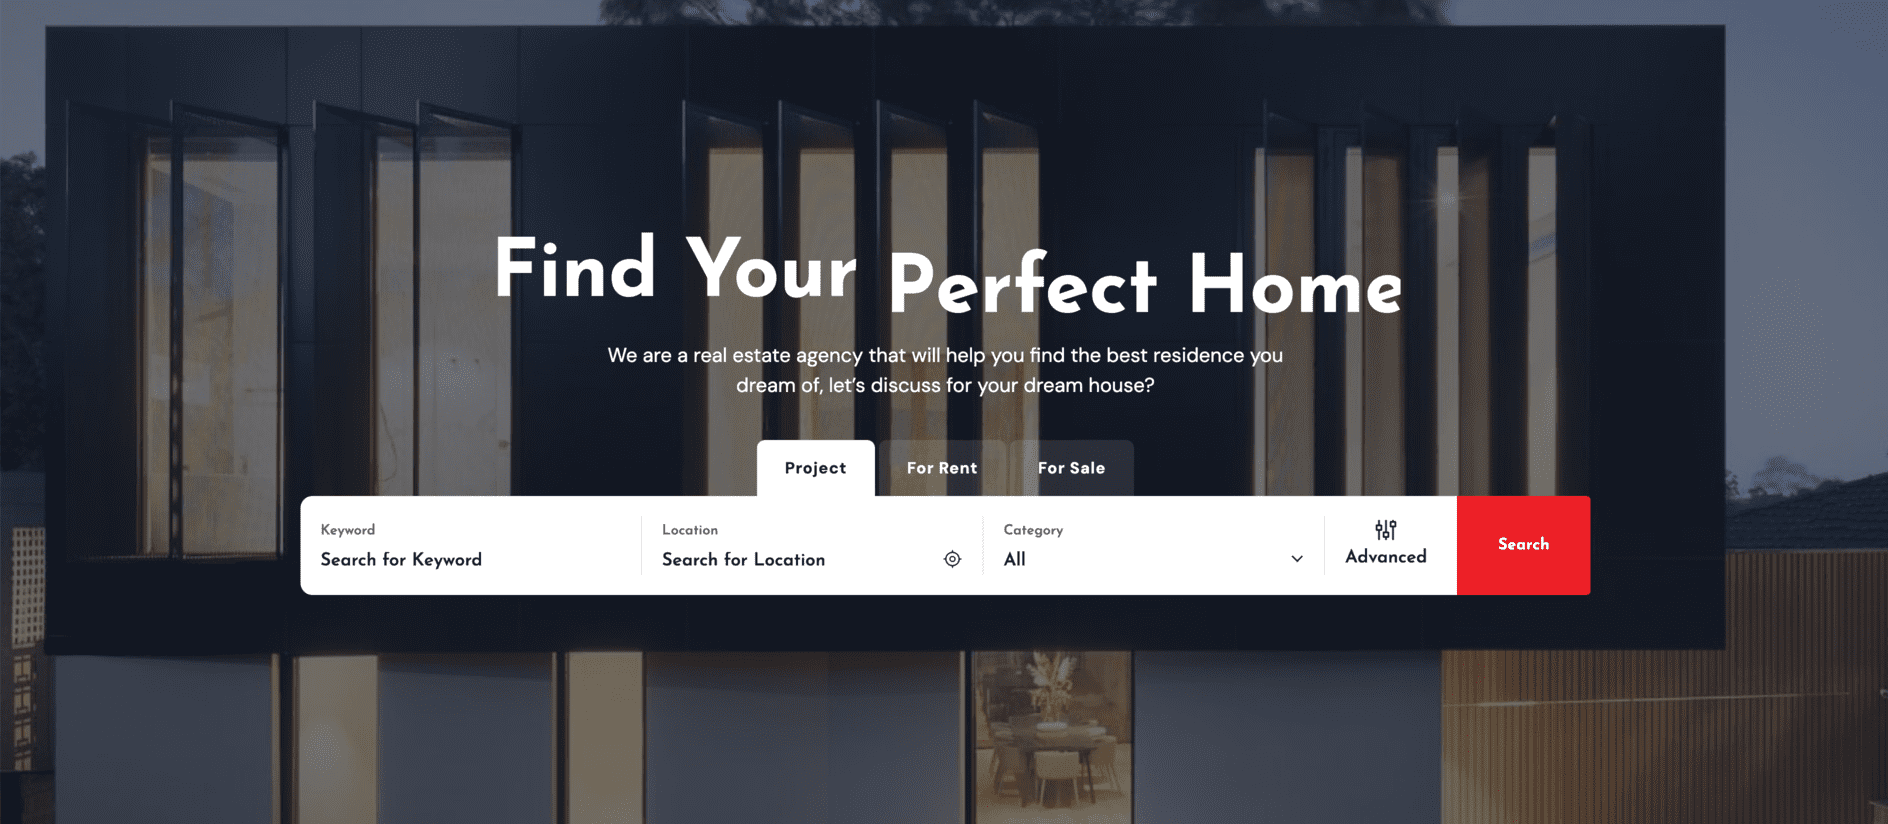 Find Your Perfect Home
We are a real estate agency that will help you find the best residence you
dream of, let’s discuss for your dream house?
Project
For Rent
For Sale
Keyword
Search for Keyword
Location
Search for Location
Category
All
Advanced
Search